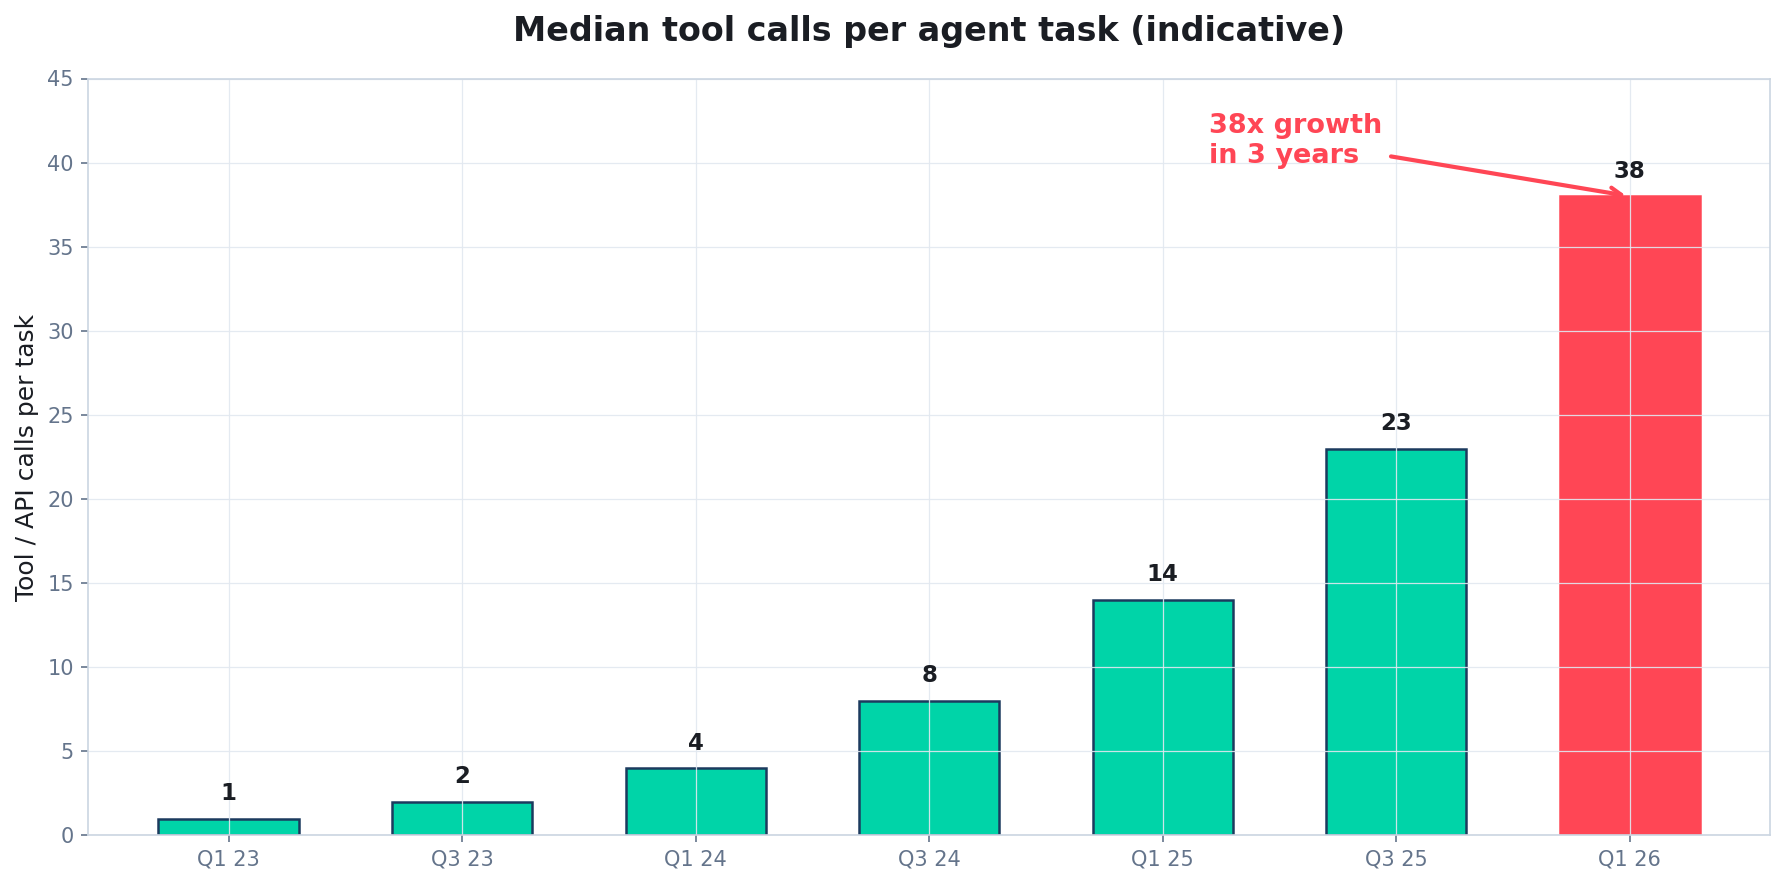 Median tool calls per agent task (indicative)
Tool / API calls per task
45
40
35
30
25
20
15
10
5
0
38x growth
in 3 years
1
2
4
8
14
23
38
Q1 23
Q3 23
Q1 24
Q3 24
Q1 25
Q3 25
Q1 26